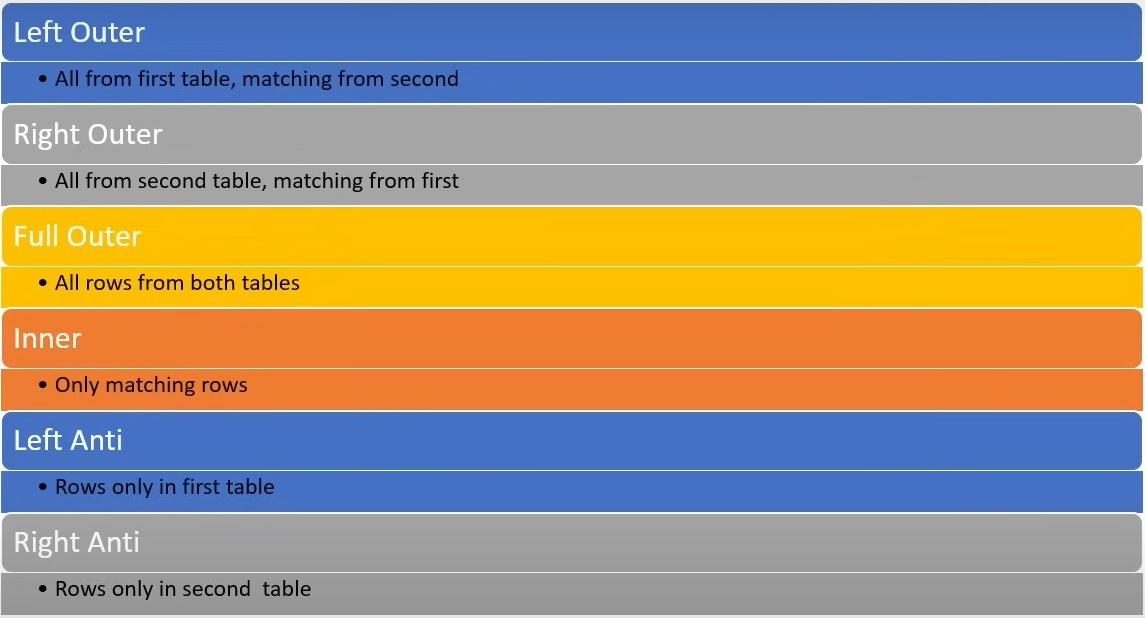 Left Outer
• All from first table, matching from second
Right Outer
• All from second table, matching from first
Full Outer
• All rows from both tables
Inner
• Only matching rows
Left Anti
• Rows only in first table
Right Anti
• Rows only in second  table